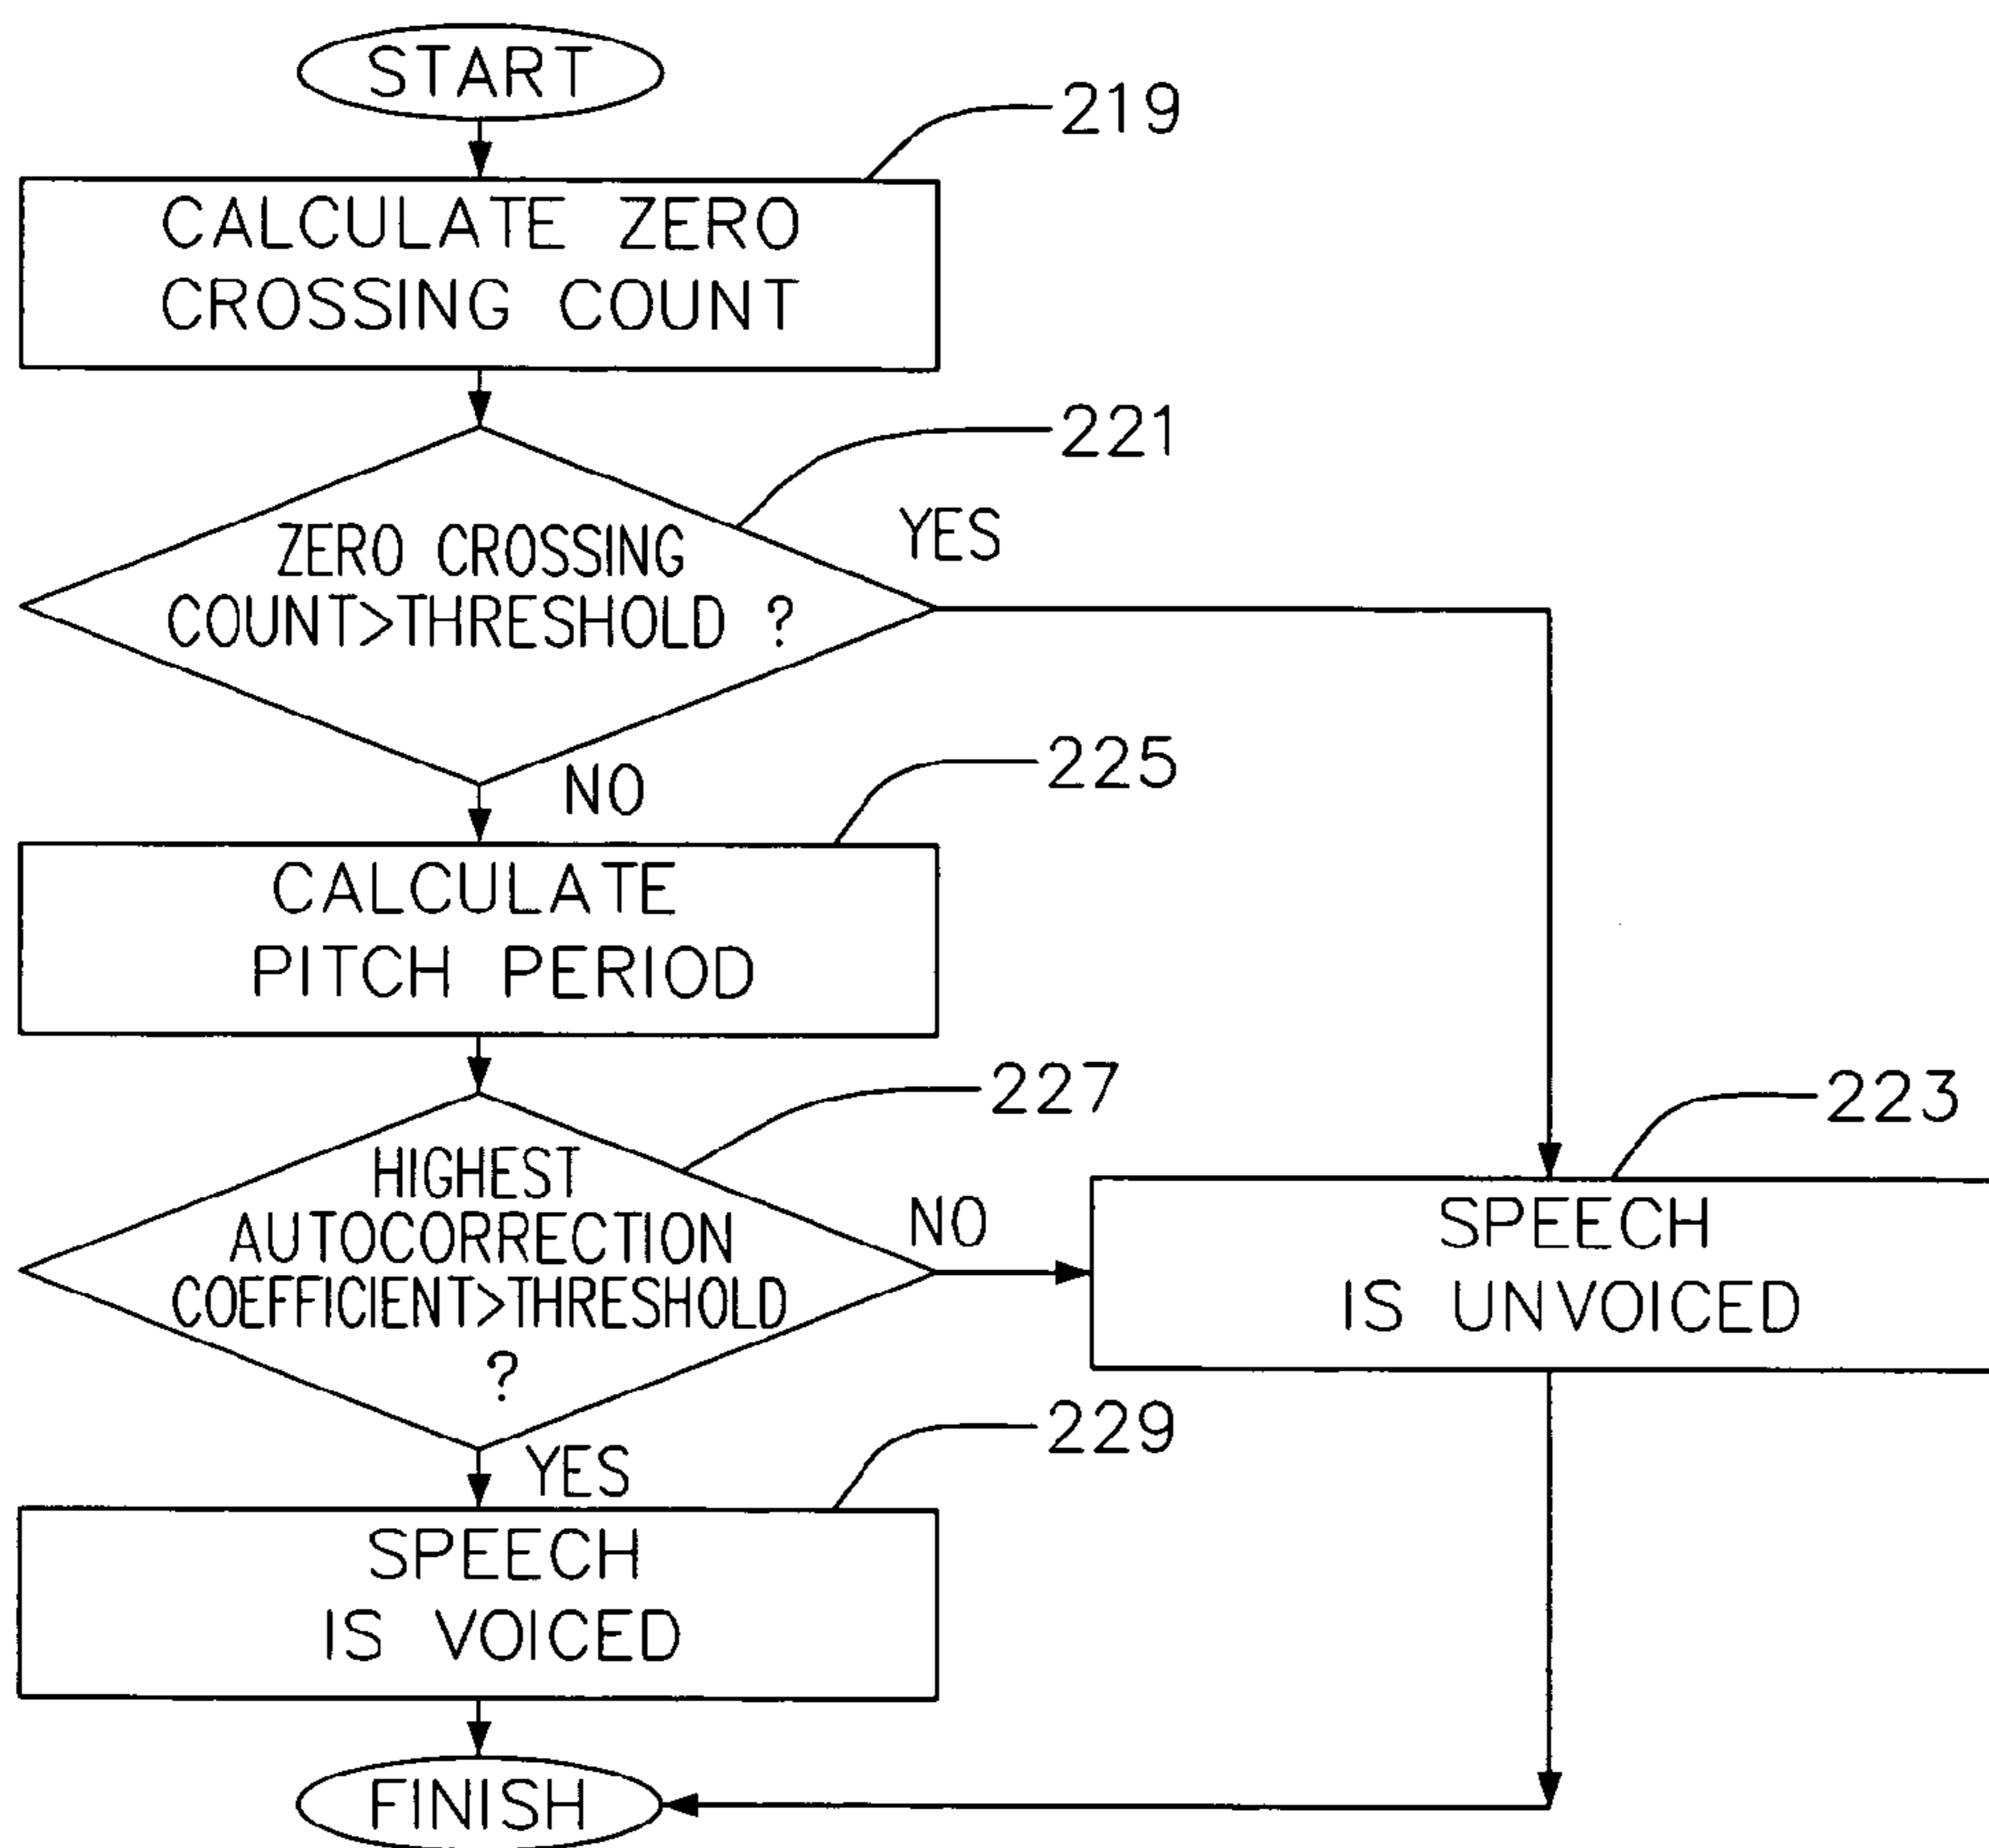 START
219
CALCULATE ZERO
CROSSING COUNT
221
ZERO CROSSING
COUNT>THRESHOLD ?
YES
NO
225
CALCULATE
PITCH PERIOD
227
HIGHEST
AUTOCORRECTION
COEFFICIENT>THRESHOLD
?
NO
223
SPEECH
IS UNVOICED
YES
229
SPEECH
IS VOICED
FINISH